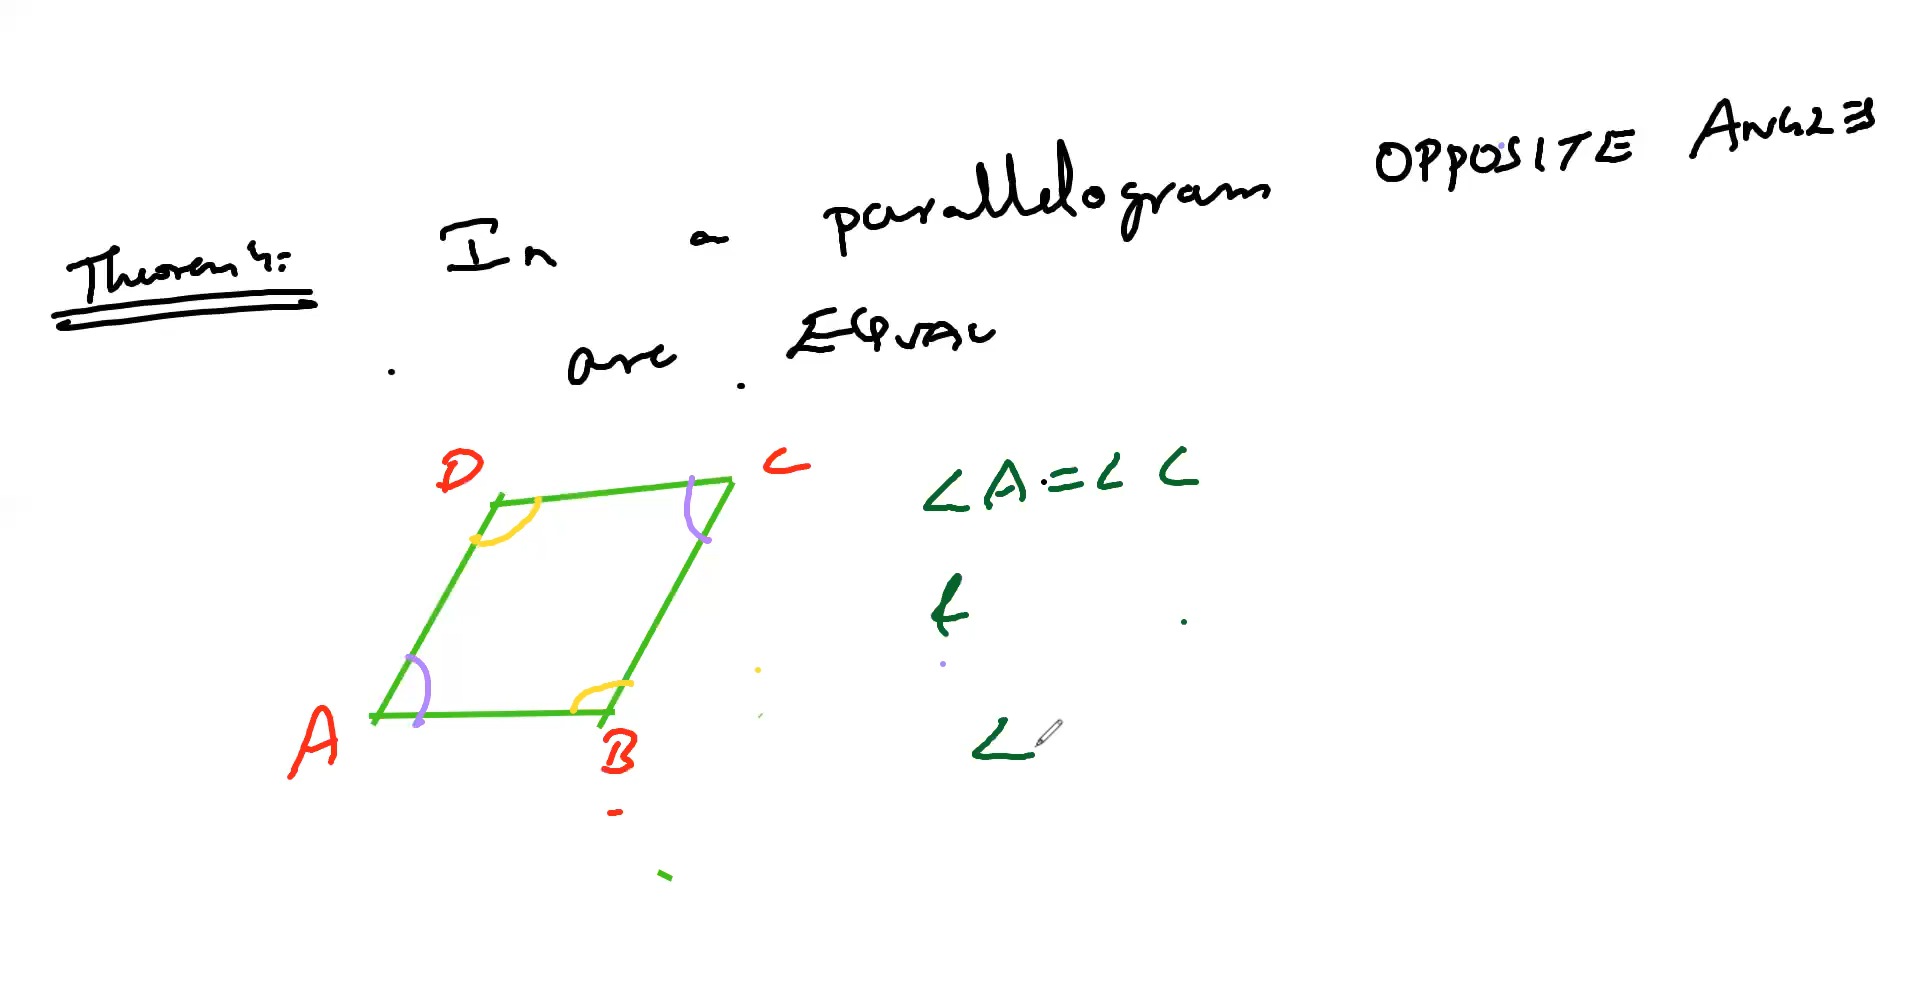 Theorem 4: In a parallelogram OPPOSITE ANGLES
are EQUAL
D C
∠A = ∠C
&
A B
∠